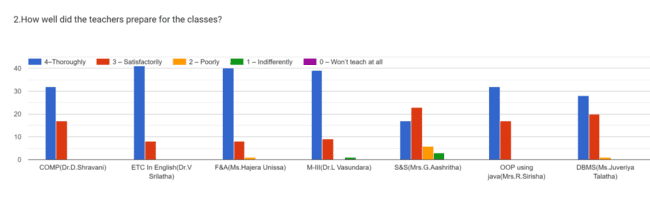 2.How well did the teachers prepare for the classes?
4–Thoroughly 3 – Satisfactorily 2 – Poorly 1 – Indifferently 0 – Won't teach at all
40
30
20
10
0
COMP(Dr.D.Shravani) ETC In English(Dr.V F&A(Ms.Hajera Unissa) M-III(Dr.L Vasundara) S&S(Mrs.G.Aashritha) OOP using DBMS(Ms.Juveriya
Srilatha) java(Mrs.R.Sirisha) Talatha)